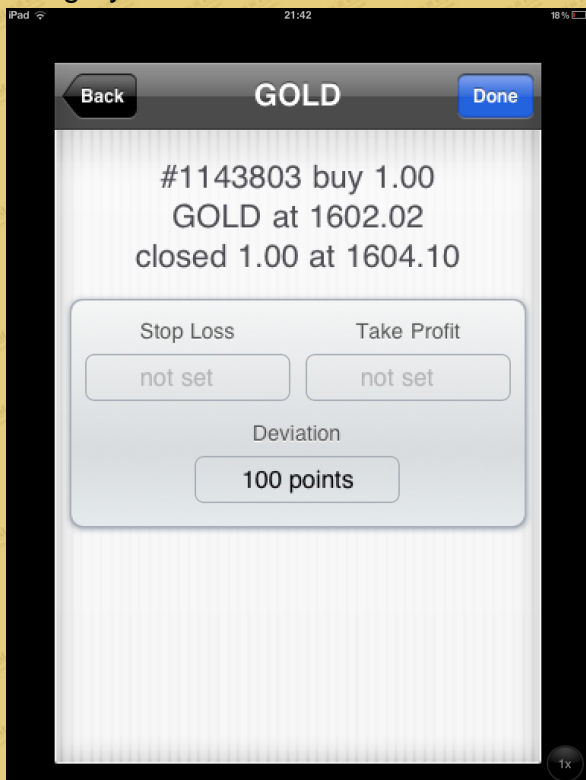 iPad 21:42 18%
Back GOLD Done
#1143803 buy 1.00
GOLD at 1602.02
closed 1.00 at 1604.10
Stop Loss Take Profit
not set not set
Deviation
100 points
1x